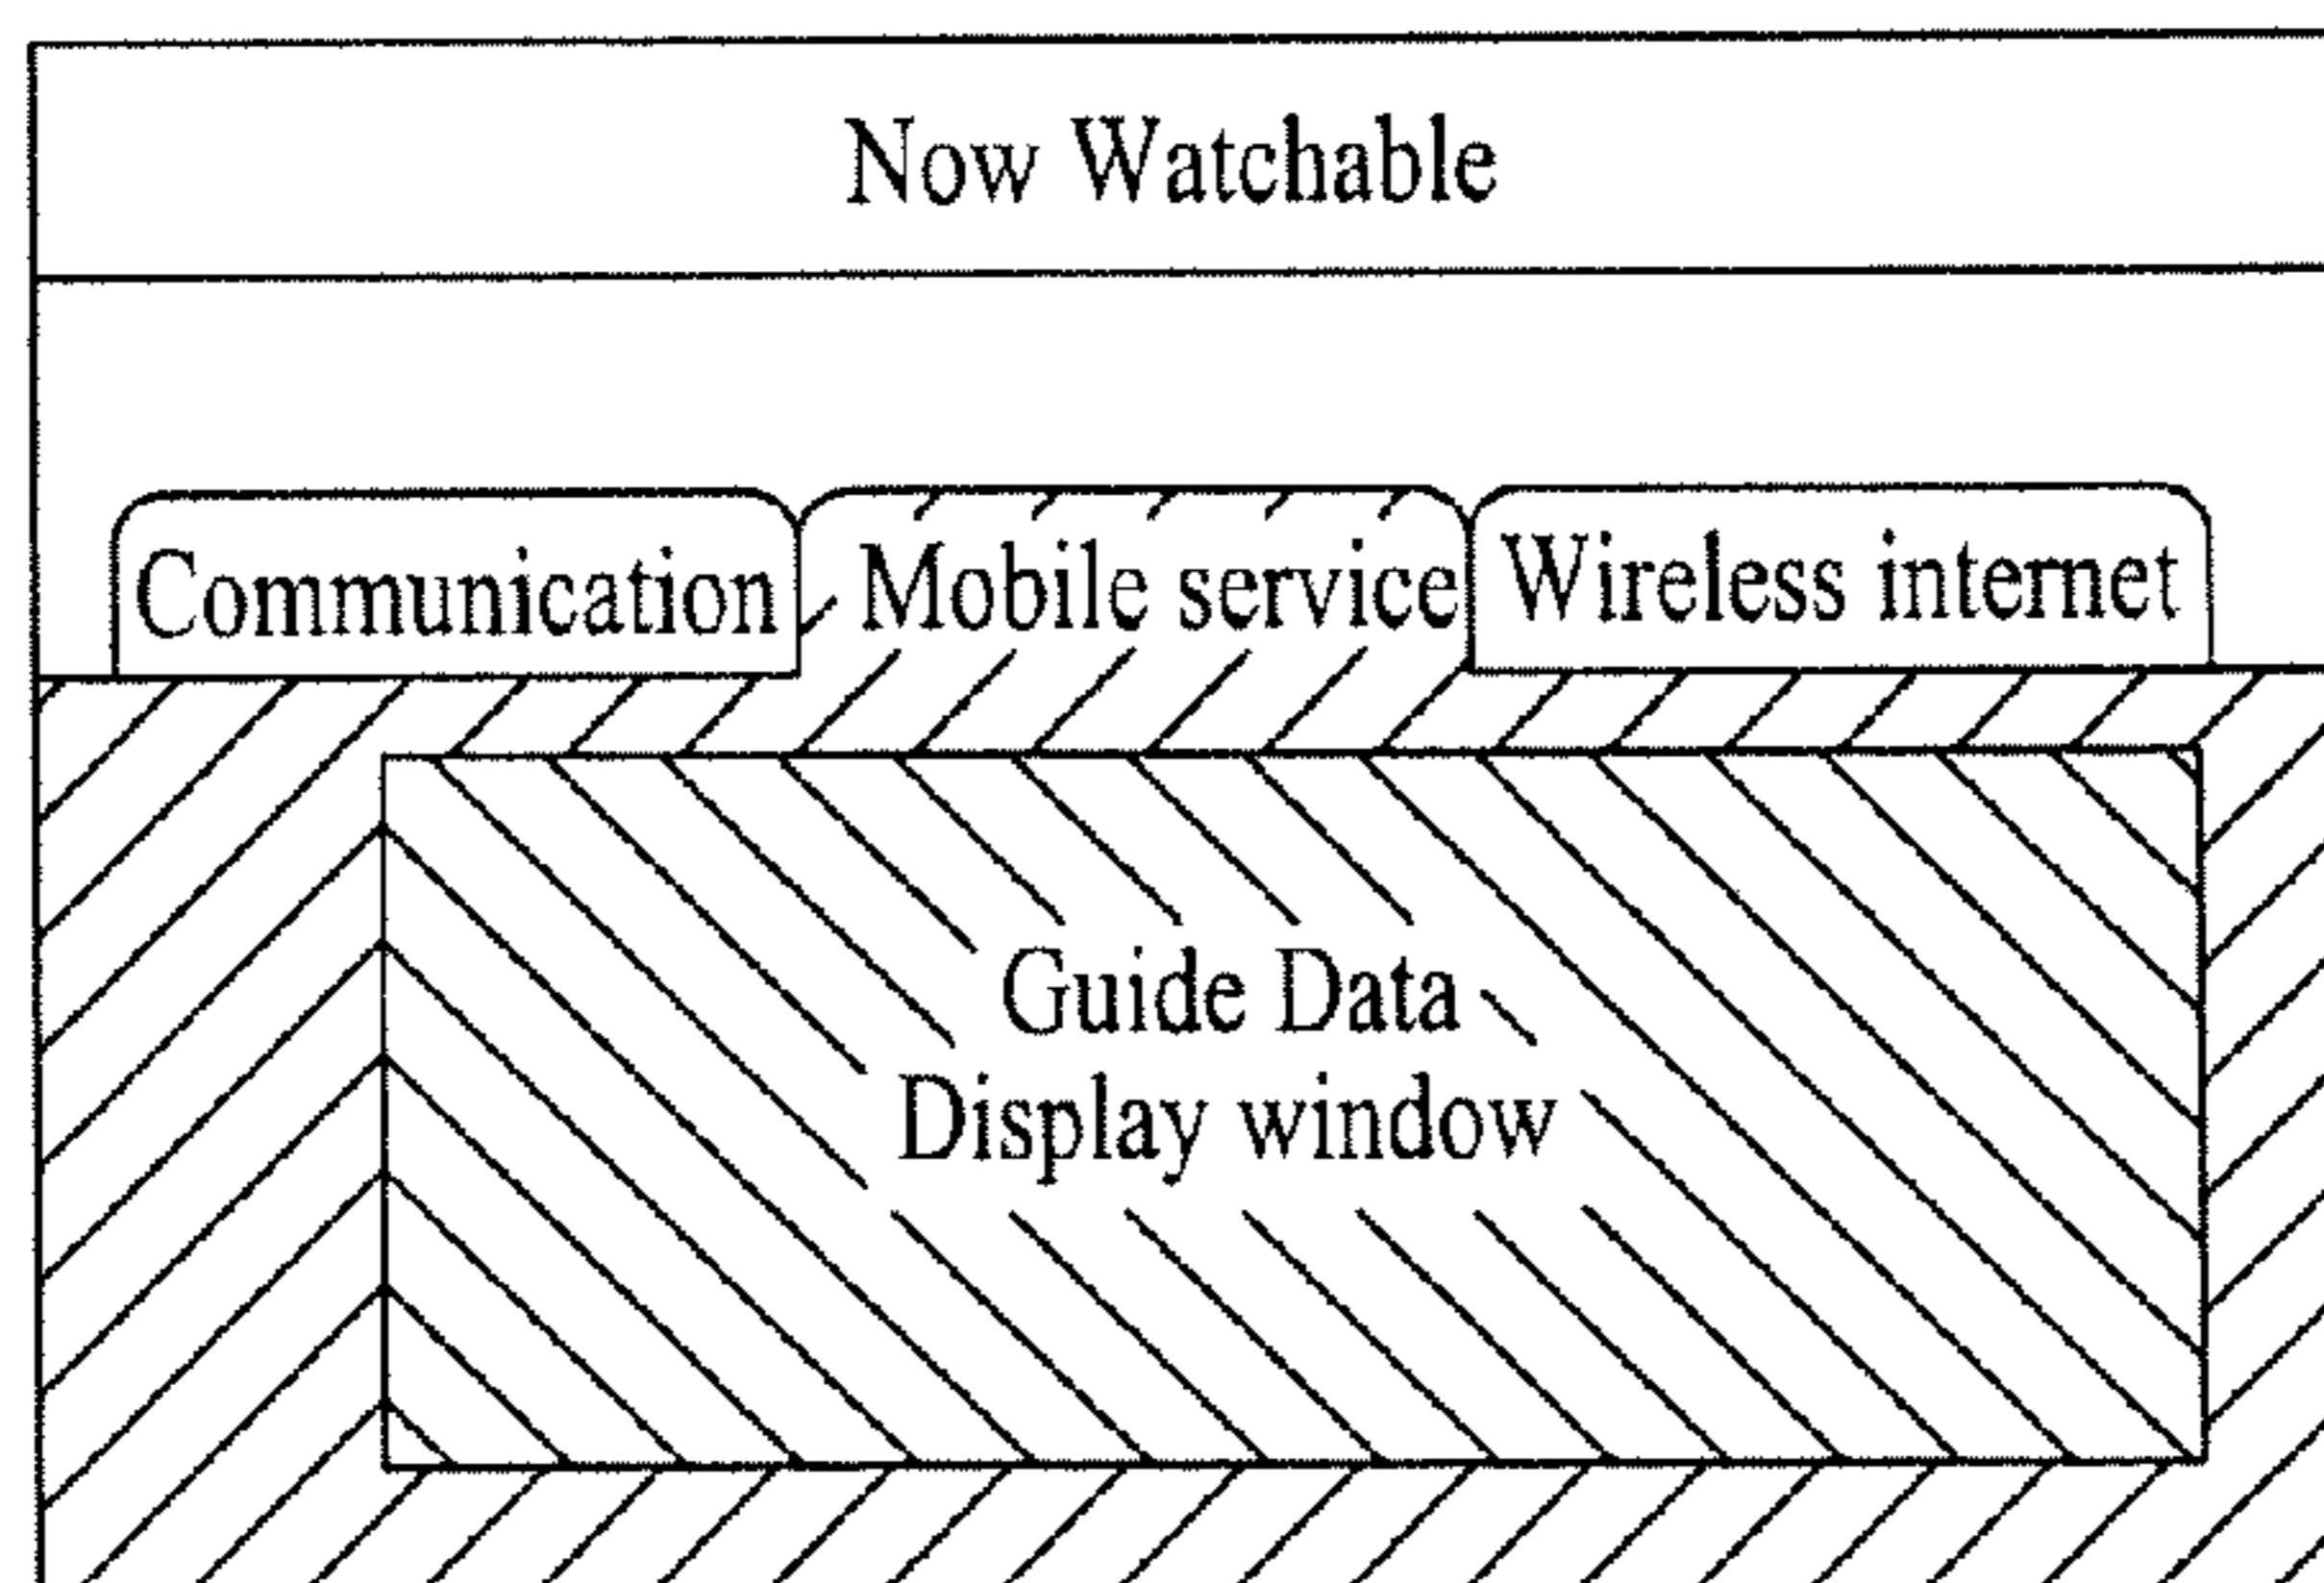 Now Watchable
Communication Mobile service Wireless internet
Guide Data
Display window